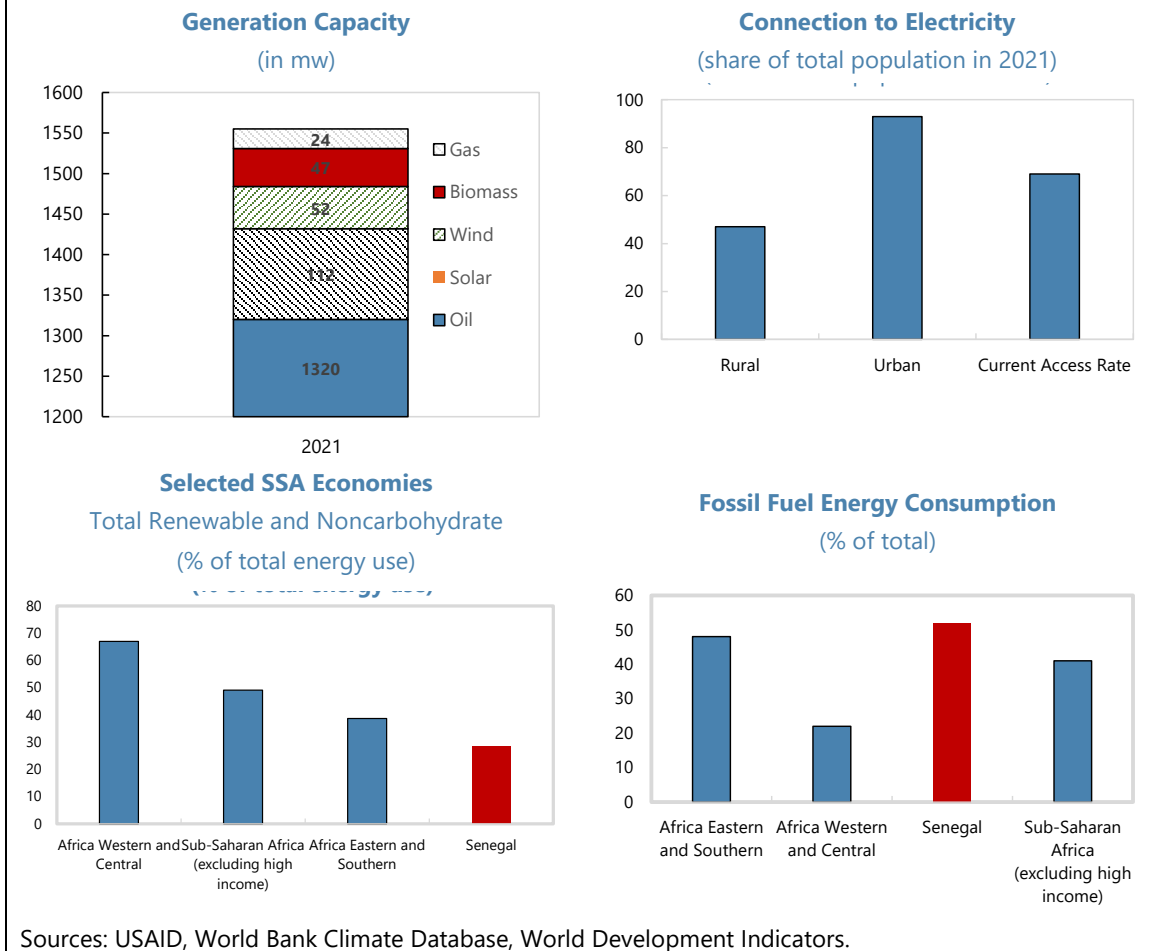 Generation Capacity
(in mw)
1600
1550
1500
1450
1400
1350
1300
1250
1200
24
47
52
112
1320
Gas
Biomass
Wind
Solar
Oil
2021
Connection to Electricity
(share of total population in 2021)
100
80
60
40
20
0
Rural Urban Current Access Rate
Selected SSA Economies
Total Renewable and Noncarbohydrate
(% of total energy use)
(% of total energy use)
80
70
60
50
40
30
20
10
0
Africa Western and Central
Sub-Saharan Africa (excluding high income)
Africa Eastern and Southern
Senegal
Fossil Fuel Energy Consumption
(% of total)
60
50
40
30
20
10
0
Africa Eastern and Southern
Africa Western and Central
Senegal
Sub-Saharan Africa (excluding high income)
Sources: USAID, World Bank Climate Database, World Development Indicators.